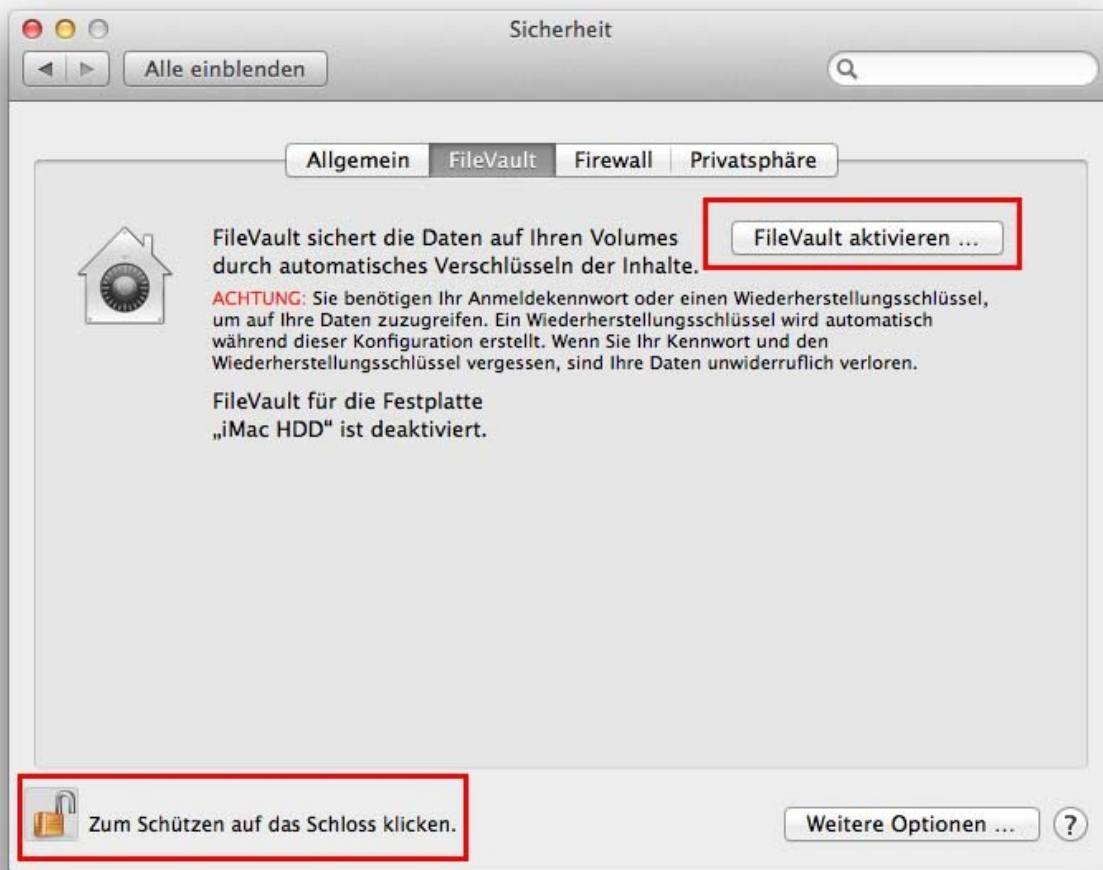 Sicherheit
Alle einblenden
Allgemein FileVault Firewall Privatsphäre
FileVault sichert die Daten auf Ihren Volumes
durch automatisches Verschlüsseln der Inhalte.
FileVault aktivieren ...
ACHTUNG: Sie benötigen Ihr Anmeldekennwort oder einen Wiederherstellungsschlüssel,
um auf Ihre Daten zuzugreifen. Ein Wiederherstellungsschlüssel wird automatisch
während dieser Konfiguration erstellt. Wenn Sie Ihr Kennwort und den
Wiederherstellungsschlüssel vergessen, sind Ihre Daten unwiderruflich verloren.
FileVault für die Festplatte
„iMac HDD“ ist deaktiviert.
Zum Schützen auf das Schloss klicken.
Weitere Optionen ... ?